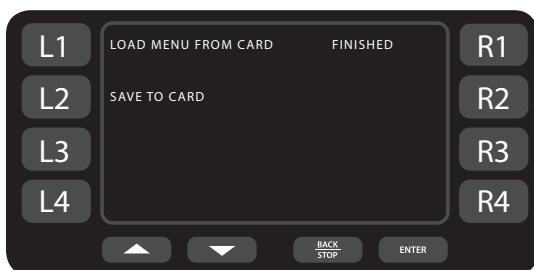 L1 LOAD MENU FROM CARD FINISHED R1
L2 SAVE TO CARD R2
L3 R3
L4 R4
BACK
STOP
ENTER